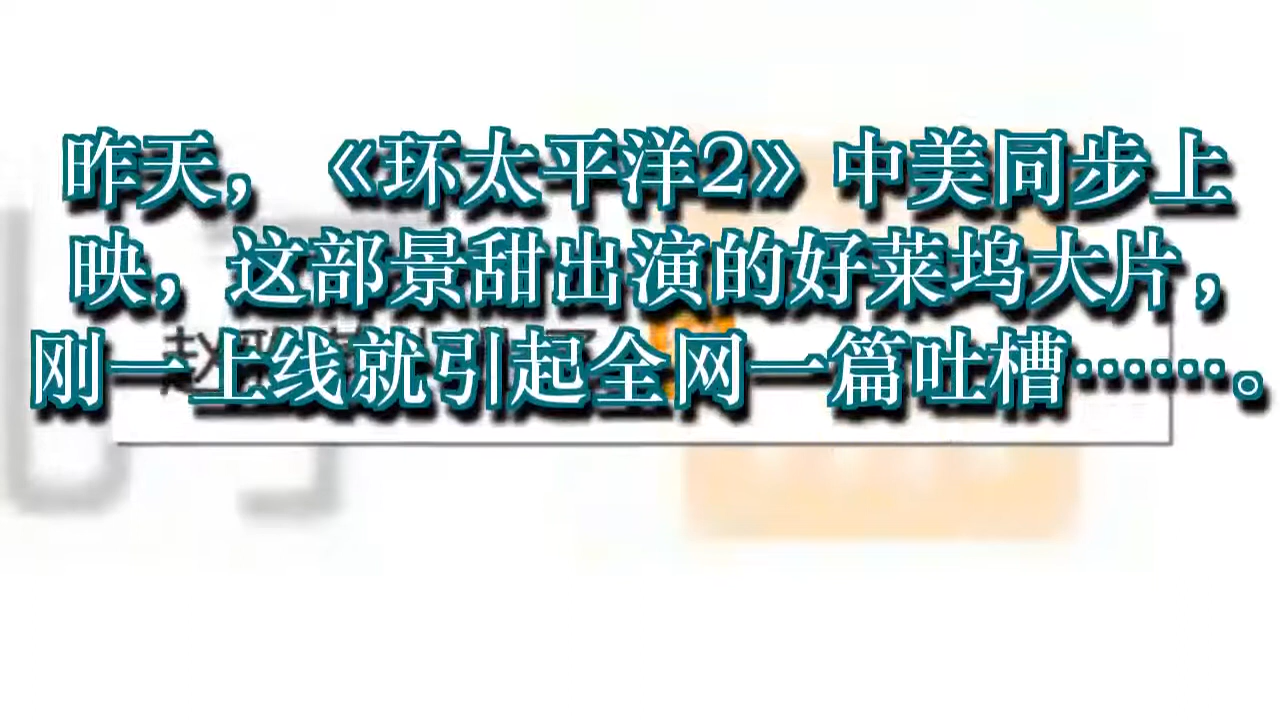 昨天，《环太平洋2》中美同步上
映，这部景甜出演的好莱坞大片，
刚一上线就引起全网一篇吐槽……。